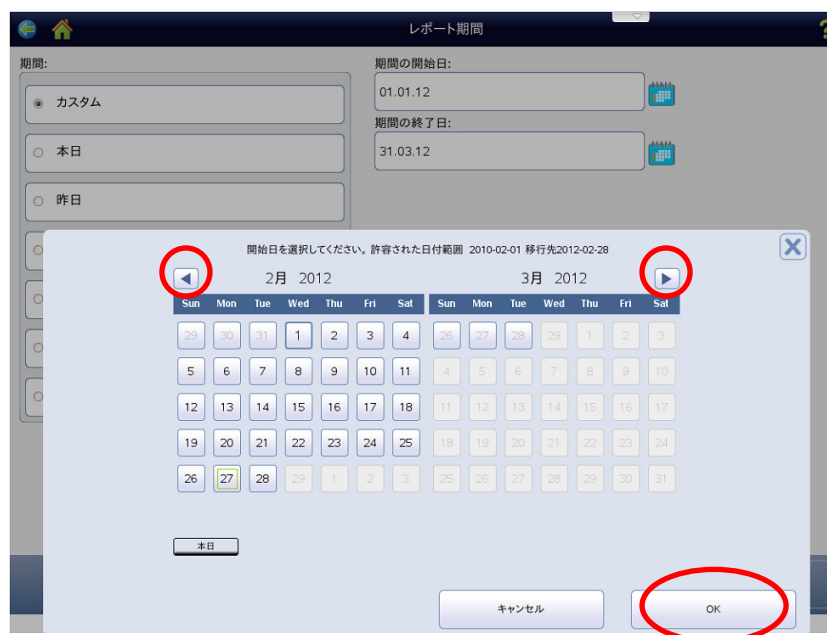 レポート期間
?
期間:
カスタム
本日
昨日
期間の開始日:
01.01.12
期間の終了日:
31.03.12
開始日を選択してください。許容された日付範囲 2010-02-01 移行先2012-02-28
X
2月 2012
Sun Mon Tue Wed Thu Fri Sat
29 30 31 1 2 3 4
5 6 7 8 9 10 11
12 13 14 15 16 17 18
19 20 21 22 23 24 25
26 27 28 29 1 2 3
3月 2012
Sun Mon Tue Wed Thu Fri Sat
26 27 28 29 1 2 3
4 5 6 7 8 9 10
11 12 13 14 15 16 17
18 19 20 21 22 23 24
25 26 27 28 29 30 31
本日
キャンセル
OK